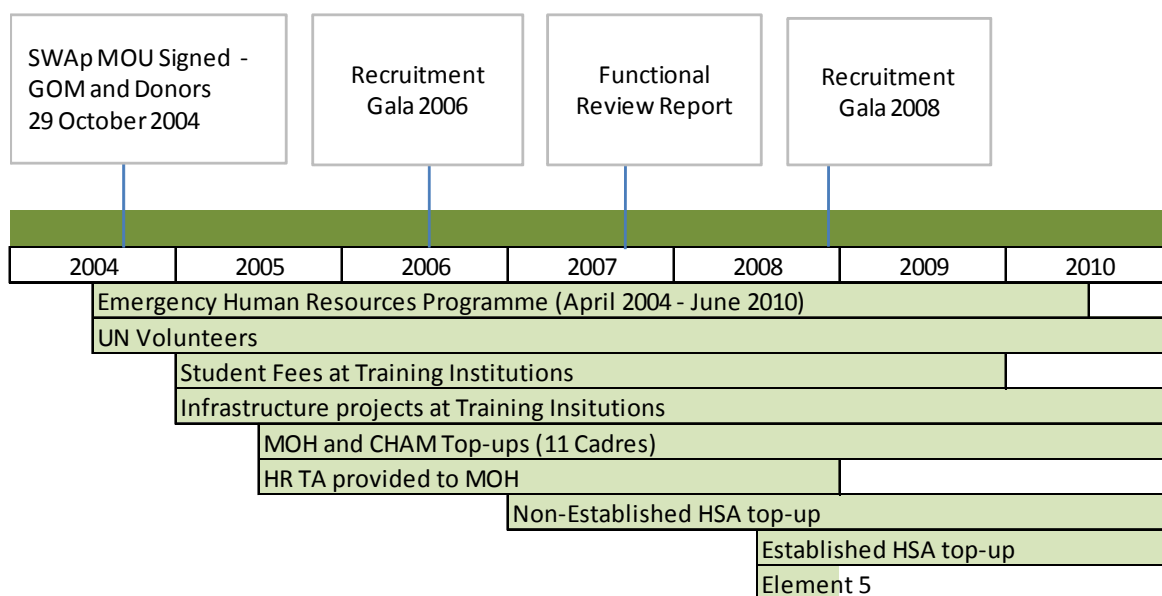 SWAp MOU Signed -
GOM and Donors
29 October 2004
Recruitment
Gala 2006
Functional
Review Report
Recruitment
Gala 2008
2004 2005 2006 2007 2008 2009 2010
Emergency Human Resources Programme (April 2004 - June 2010)
UN Volunteers
Student Fees at Training Institutions
Infrastructure projects at Training Insitutions
MOH and CHAM Top-ups (11 Cadres)
HR TA provided to MOH
Non-Established HSA top-up
Established HSA top-up
Element 5